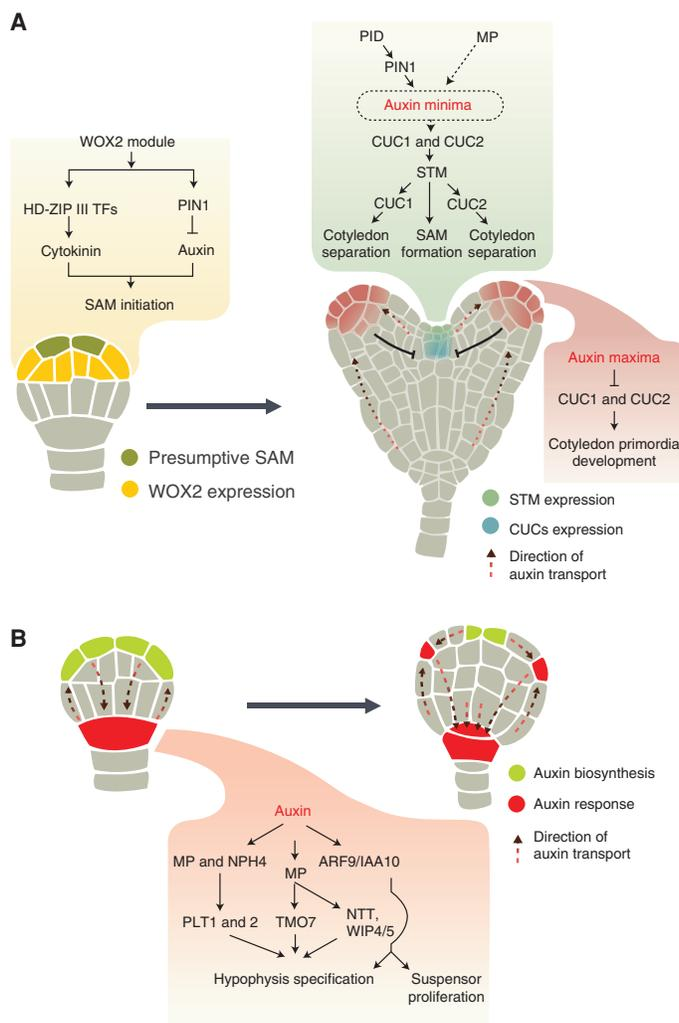 A
PID
MP
PIN1
Auxin minima
CUC1 and CUC2
STM
CUC1
CUC2
Cotyledon
separation
SAM
formation
Cotyledon
separation
WOX2 module
HD-ZIP III TFs
PIN1
Cytokinin
Auxin
SAM initiation
Auxin maxima
CUC1 and CUC2
Cotyledon primordia
development
Presumptive SAM
WOX2 expression
STM expression
CUCs expression
Direction of
auxin transport
B
Auxin biosynthesis
Auxin response
Direction of
auxin transport
Auxin
MP and NPH4
MP
ARF9/IAA10
PLT1 and 2
TMO7
NTT,
WIP4/5
Hypophysis specification
Suspensor
proliferation